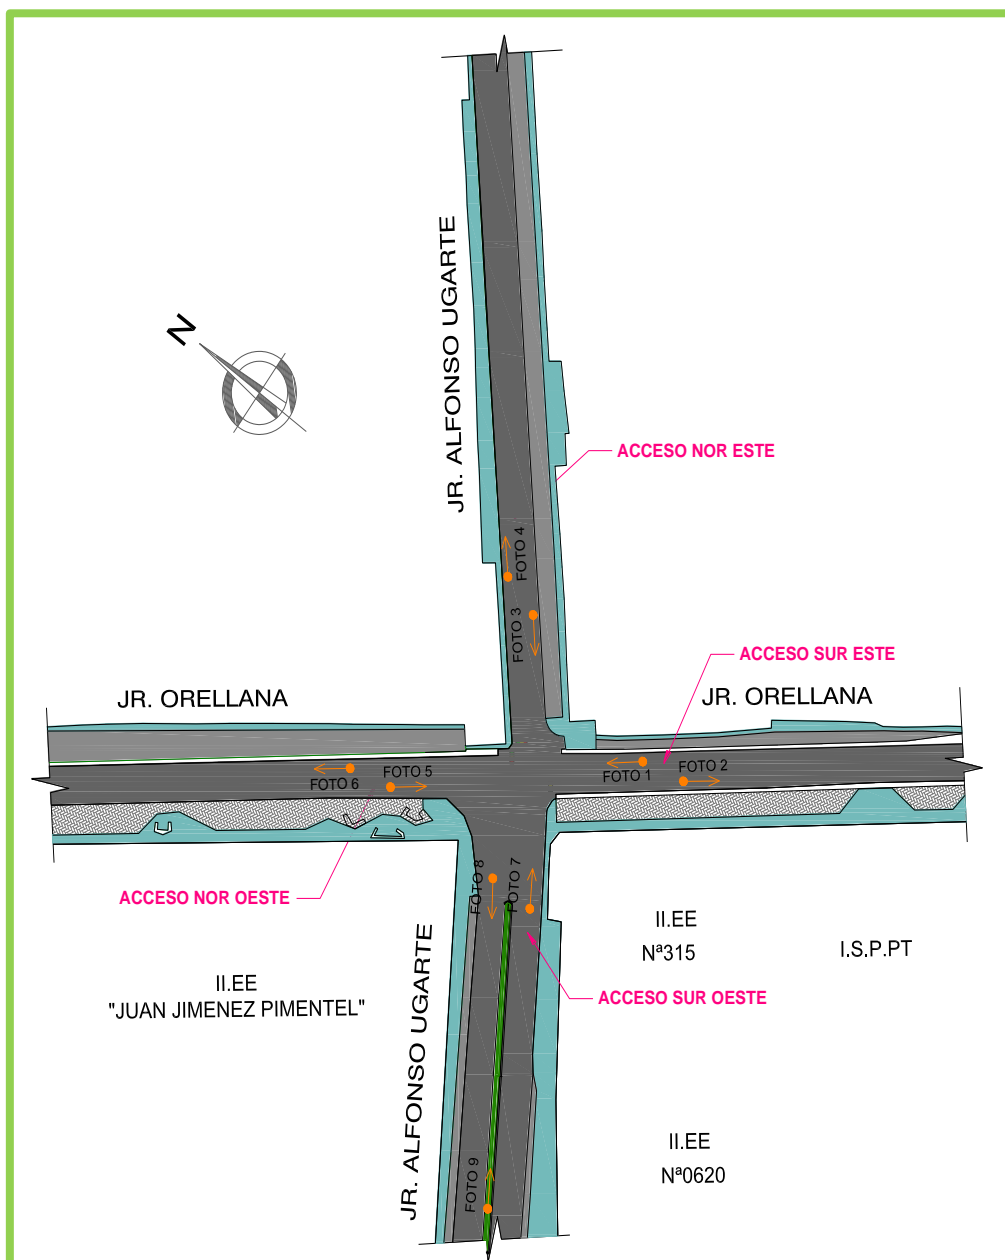 N
JR. ALFONSO UGARTE
ACCESO NOR ESTE
FOTO 4
FOTO 3
ACCESO SUR ESTE
JR. ORELLANA
JR. ORELLANA
FOTO 6
FOTO 5
FOTO 1
FOTO 2
FOTO 8
FOTO 7
ACCESO NOR OESTE
II.EE
"JUAN JIMENEZ PIMENTEL"
JR. ALFONSO UGARTE
II.EE
Nª315
I.S.P.PT
ACCESO SUR OESTE
II.EE
Nª0620
FOTO 9